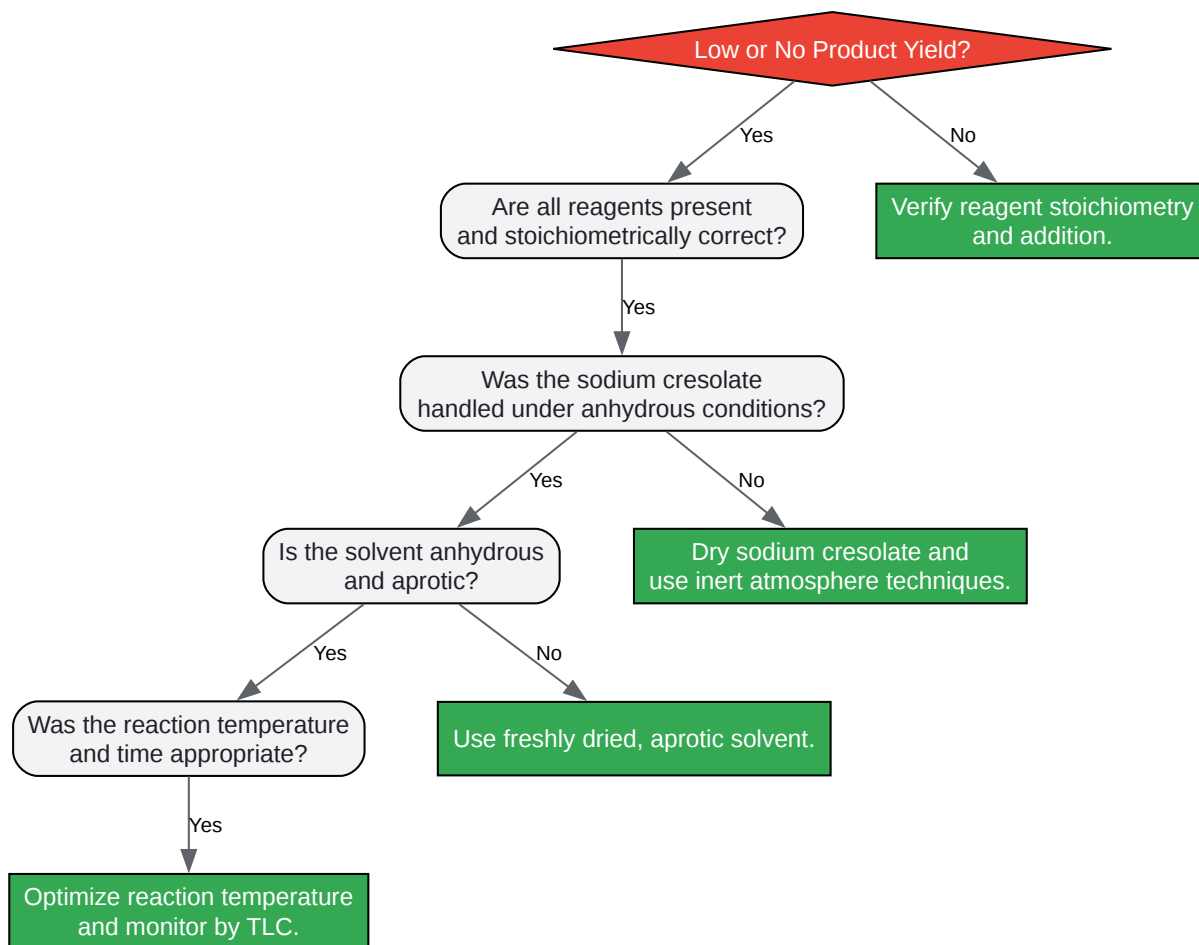 Low or No Product Yield?
Yes
No
Are all reagents present
and stoichiometrically correct?
Verify reagent stoichiometry
and addition.
Yes
Was the sodium cresolate
handled under anhydrous conditions?
Yes
No
Is the solvent anhydrous
and aprotic?
Dry sodium cresolate and
use inert atmosphere techniques.
Yes
No
Was the reaction temperature
and time appropriate?
Use freshly dried, aprotic solvent.
Yes
Optimize reaction temperature
and monitor by TLC.